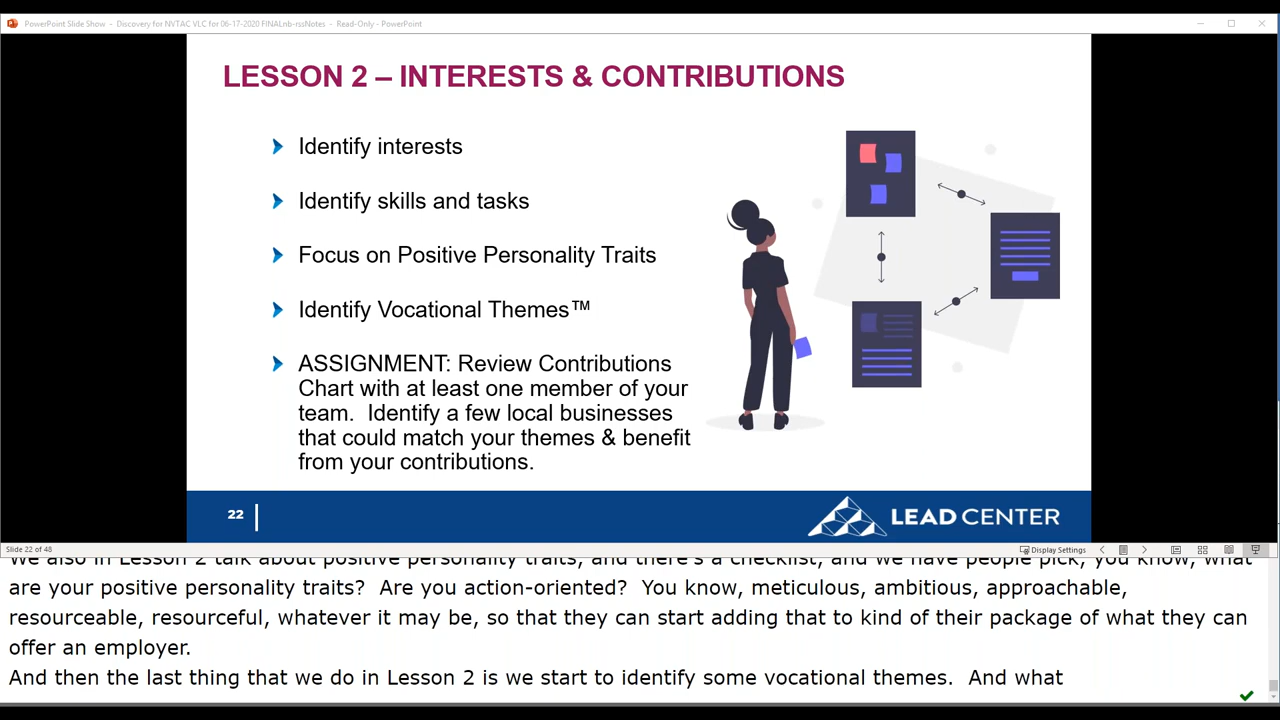 PowerPoint Slide Show - Discovery for NVTAC VLC for 06-17-2020 FINALnb-rssNotes - Read-Only - PowerPoint
LESSON 2 – INTERESTS & CONTRIBUTIONS
Identify interests
Identify skills and tasks
Focus on Positive Personality Traits
Identify Vocational Themes™
ASSIGNMENT: Review Contributions
Chart with at least one member of your
team. Identify a few local businesses
that could match your themes & benefit
from your contributions.
22
LEAD CENTER
Slide 22 of 48
Display Settings
We also in Lesson 2 talk about positive personality traits, and there's a checklist, and we have people pick, you know, what
are your positive personality traits? Are you action-oriented? You know, meticulous, ambitious, approachable,
resourceable, resourceful, whatever it may be, so that they can start adding that to kind of their package of what they can
offer an employer.
And then the last thing that we do in Lesson 2 is we start to identify some vocational themes. And what